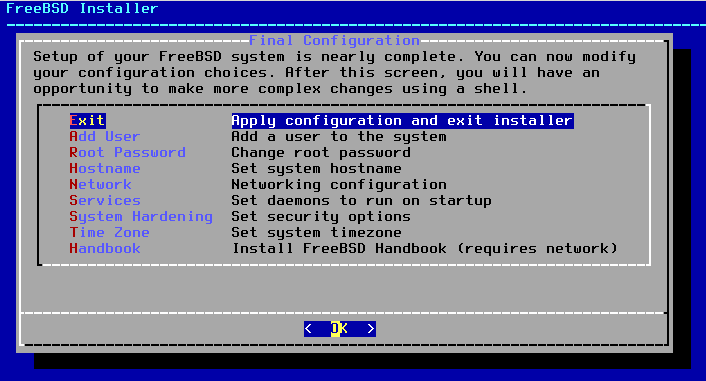 FreeBSD Installer
Final Configuration
Setup of your FreeBSD system is nearly complete. You can now modify
your configuration choices. After this screen, you will have an
opportunity to make more complex changes using a shell.
Exit Apply configuration and exit installer
Add User Add a user to the system
Root Password Change root password
Hostname Set system hostname
Network Networking configuration
Services Set daemons to run on startup
System Hardening Set security options
Time Zone Set system timezone
Handbook Install FreeBSD Handbook (requires network)
< OK >